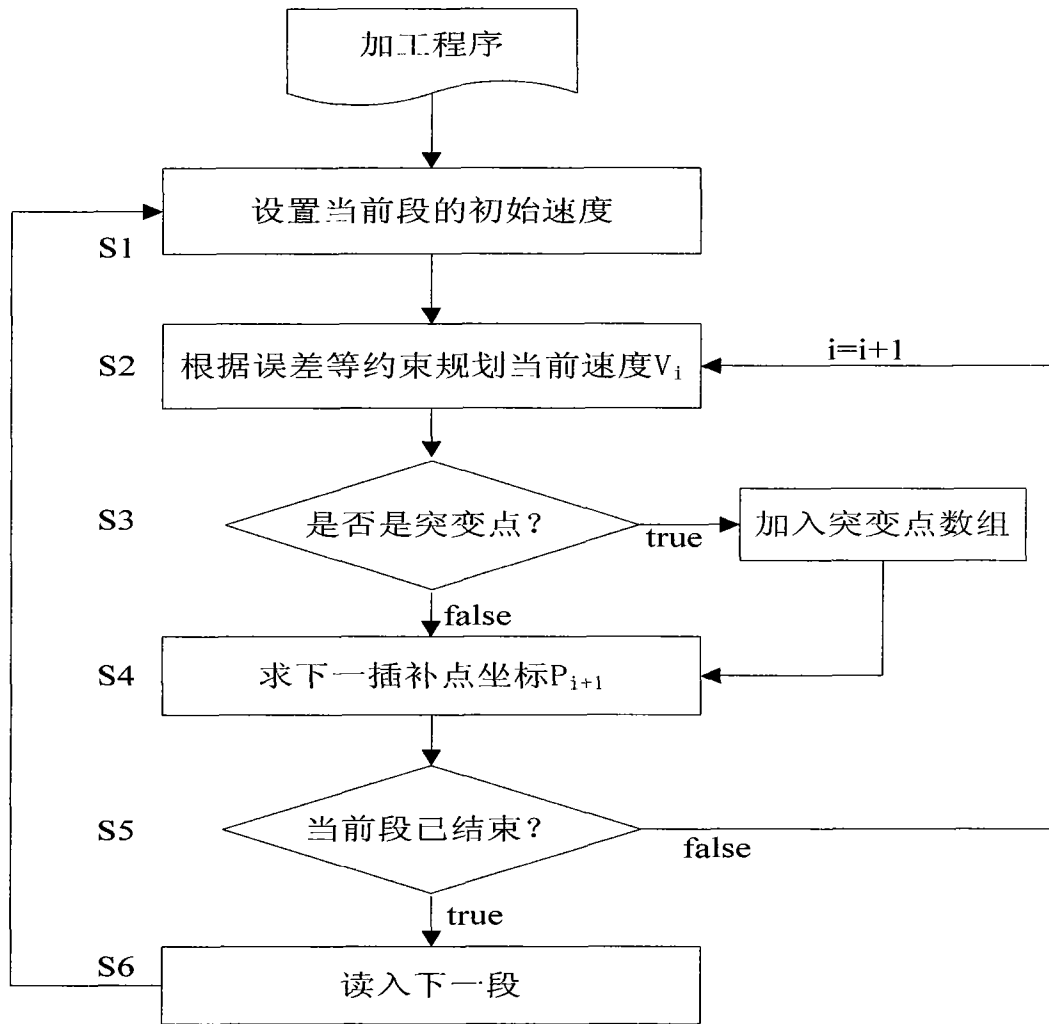 加工程序
设置当前段的初始速度
S1
i=i+1
S2
根据误差等约束规划当前速度Vi
S3
是否是突变点?
true
加入突变点数组
false
S4
求下一插补点坐标Pi+1
S5
当前段已结束?
false
true
S6
读入下一段